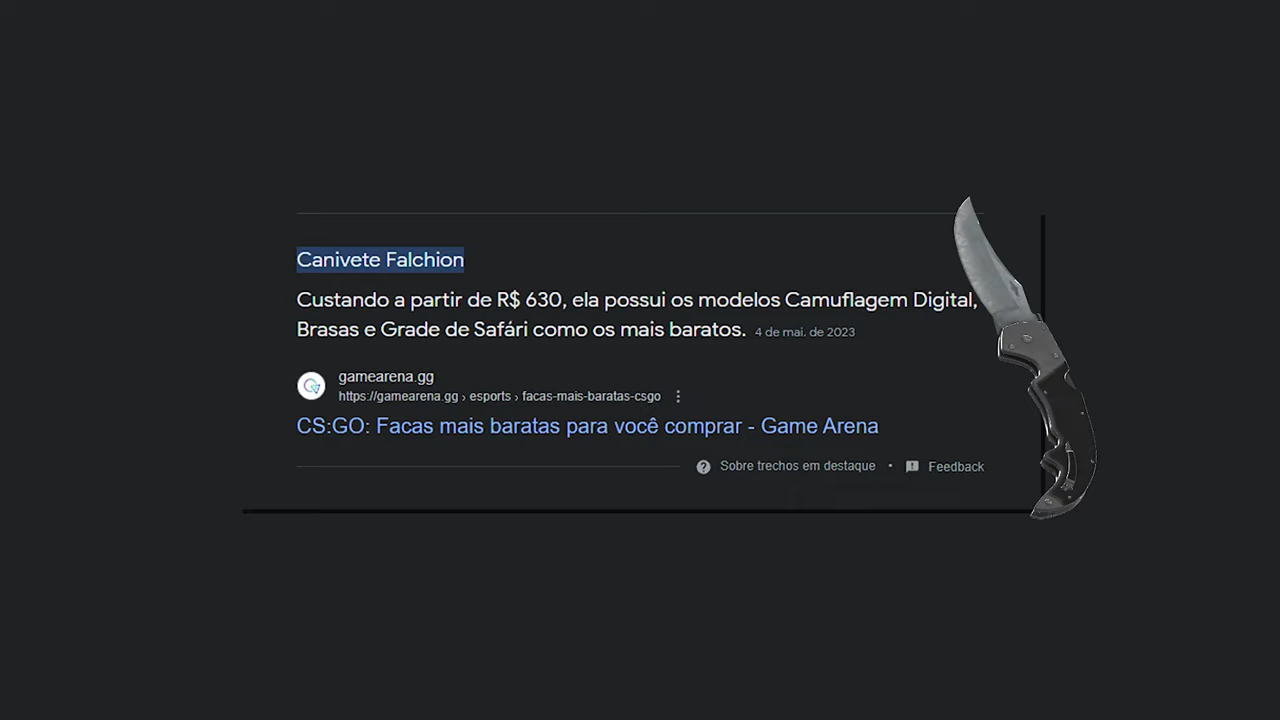 Canivete Falchion
Custando a partir de R$ 630, ela possui os modelos Camuflagem Digital,
Brasas e Grade de Safári como os mais baratos. 4 de mai. de 2023
gamearena.gg
https://gamearena.gg › esports › facas-mais-baratas-csgo
CS:GO: Facas mais baratas para você comprar - Game Arena
Sobre trechos em destaque • Feedback